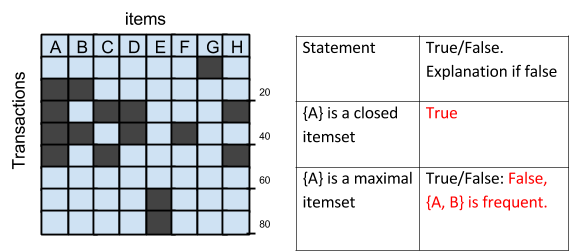 items
A B C D E F G H
Transactions
20
40
60
80
Statement
True/False.
Explanation if false
{A} is a closed
itemset
True
{A} is a maximal
itemset
True/False: False,
{A, B} is frequent.